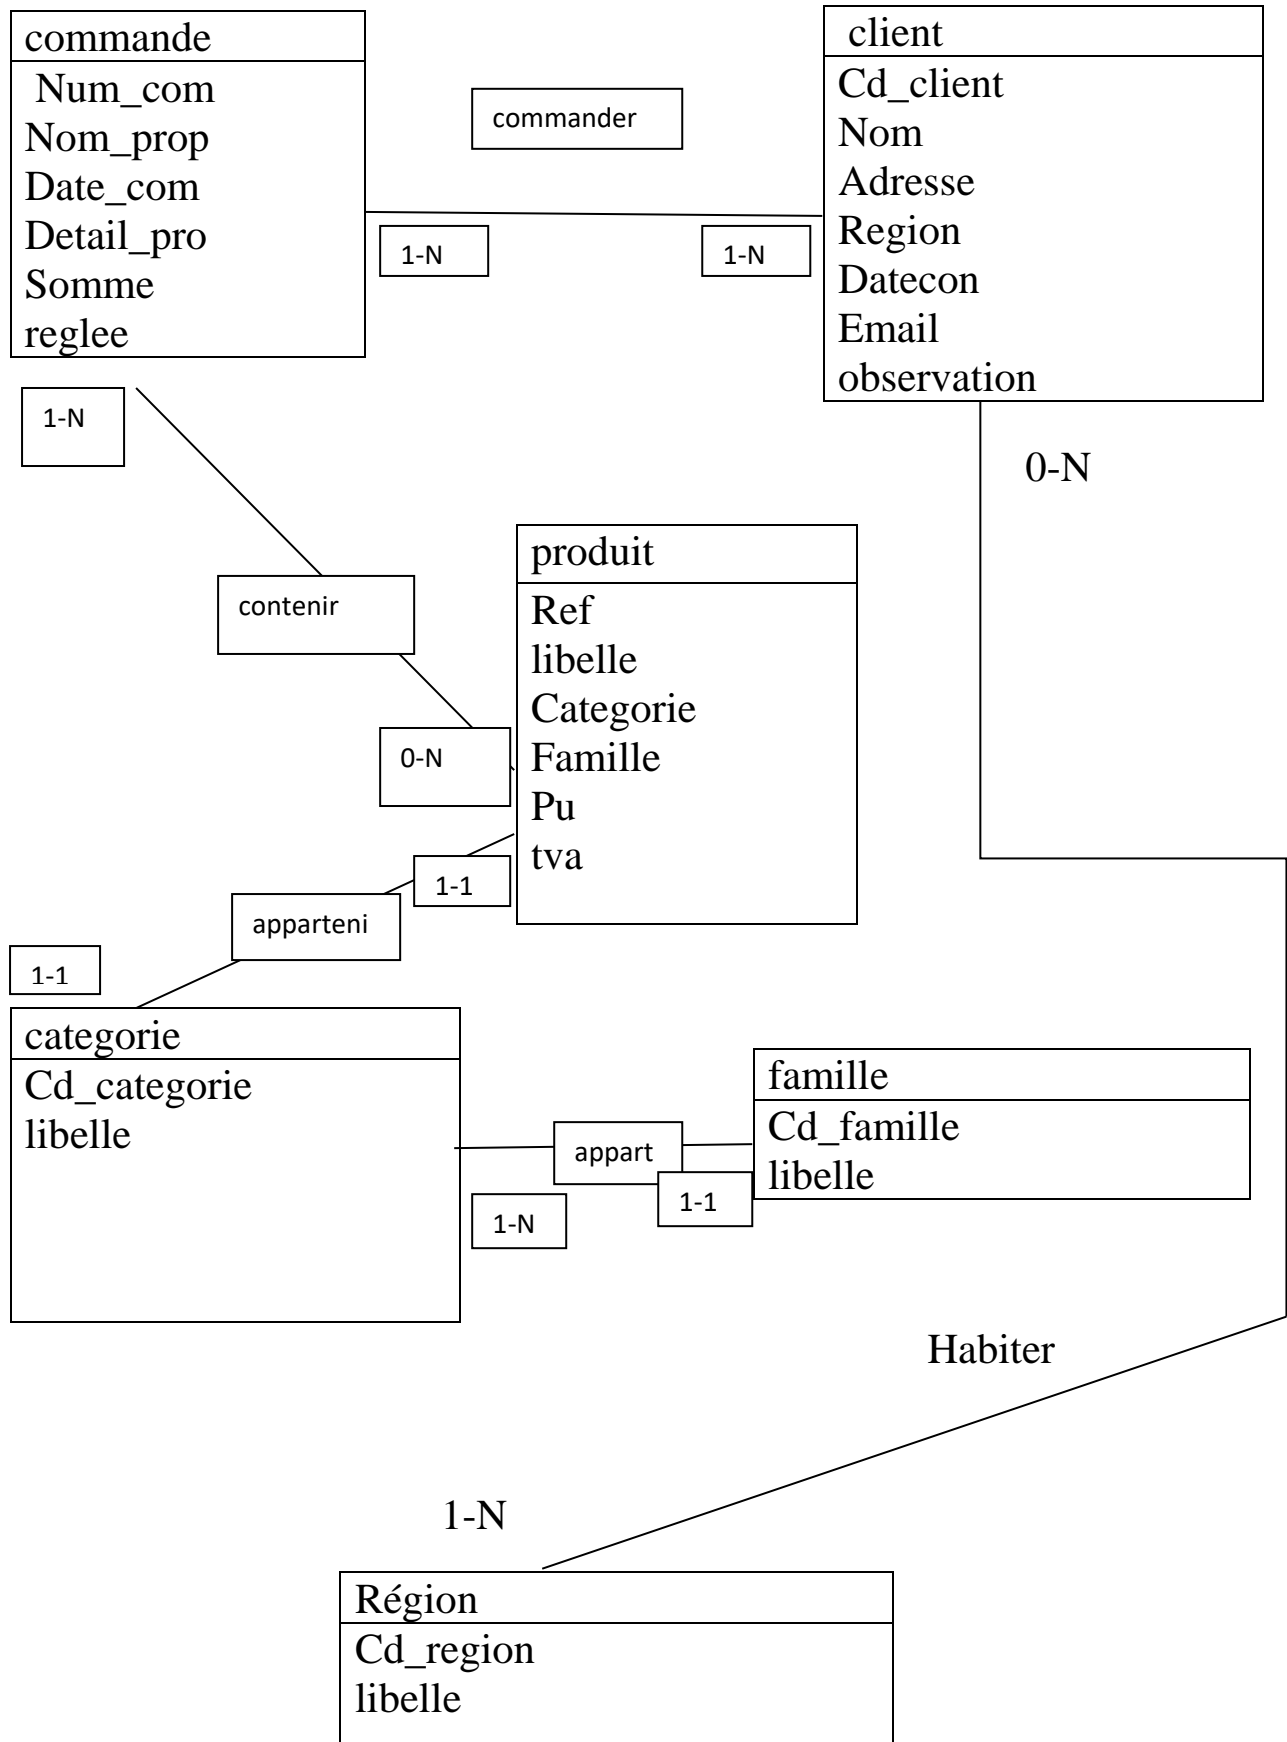 commande
Num_com
Nom_prop
Date_com
Detail_pro
Somme
reglee
commander
1-N
1-N
client
Cd_client
Nom
Adresse
Region
Datecon
Email
observation
1-N
0-N
contenir
0-N
produit
Ref
libelle
Categorie
Famille
Pu
tva
1-1
apparteni
1-1
categorie
Cd_categorie
libelle
appart
1-N
1-1
famille
Cd_famille
libelle
Habiter
1-N
Région
Cd_region
libelle